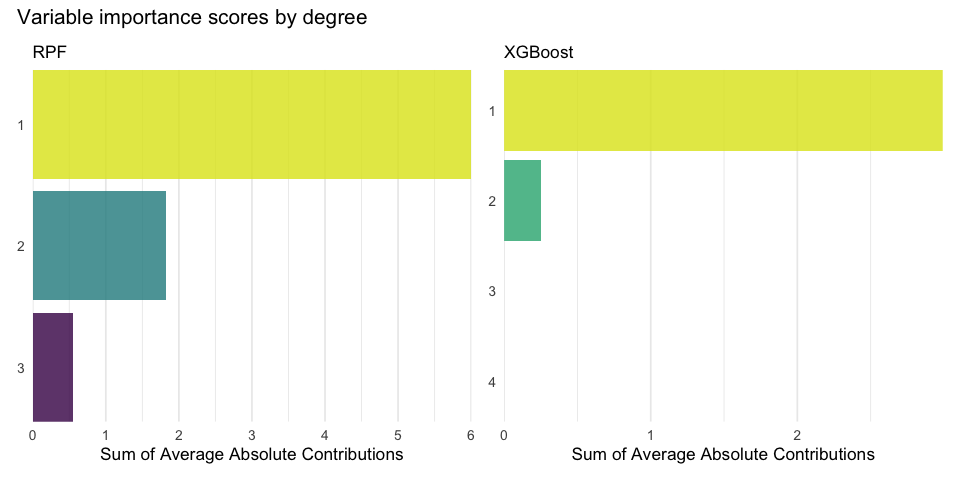 Variable importance scores by degree
RPF
1
2
3
0 1 2 3 4 5 6
Sum of Average Absolute Contributions
XGBoost
1
2
3
4
0 1 2
Sum of Average Absolute Contributions